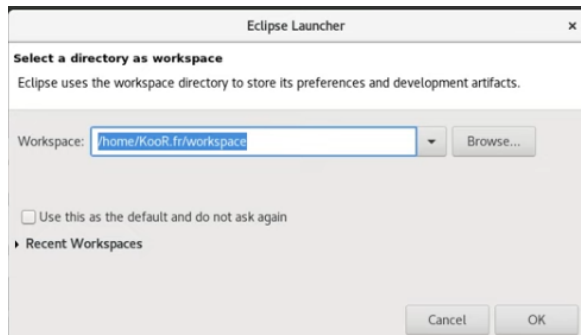 Eclipse Launcher
Select a directory as workspace
Eclipse uses the workspace directory to store its preferences and development artifacts.
Workspace: /home/KooR.fr/workspace Browse...
Use this as the default and do not ask again
Recent Workspaces
Cancel OK